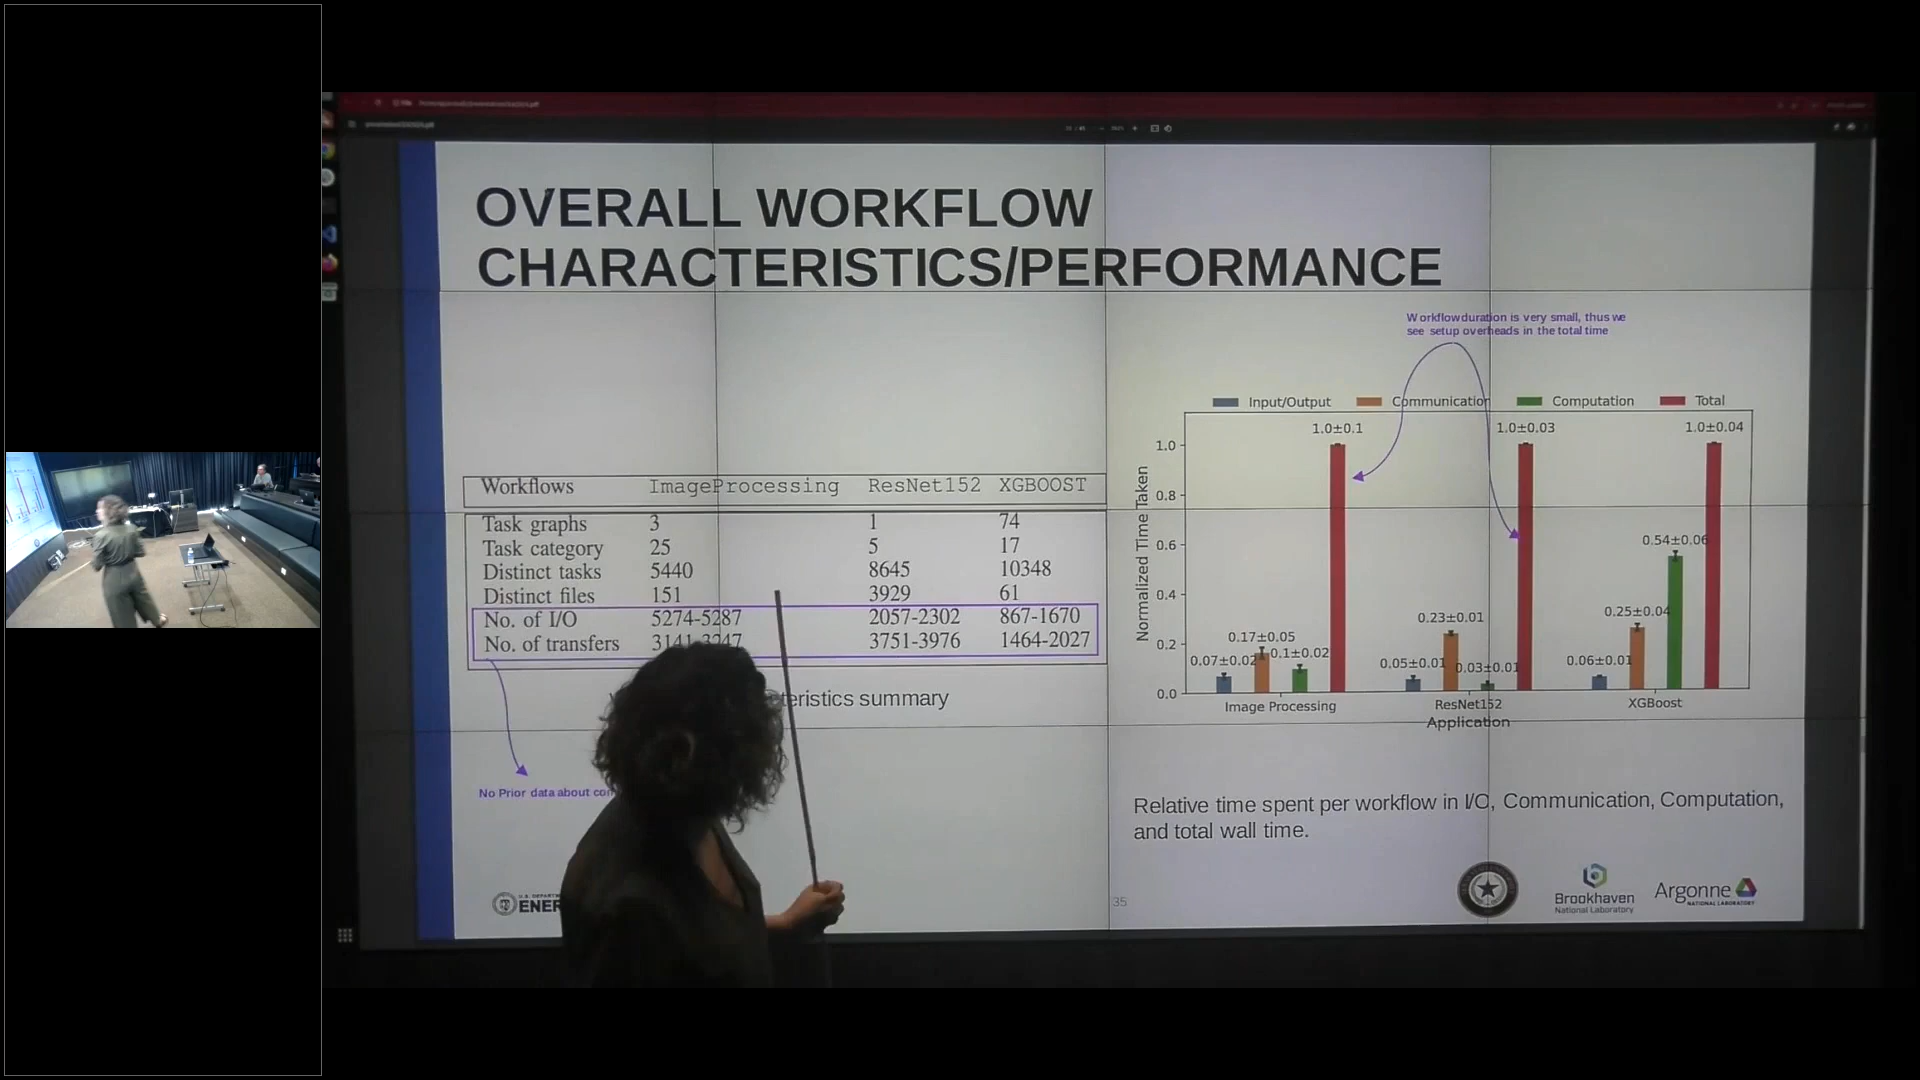 OVERALL WORKFLOW
CHARACTERISTICS/PERFORMANCE
Workflow duration is very small, thus we
see setup overheads in the total time
Workflows ImageProcessing ResNet152 XGBOOST
Task graphs 3 1 74
Task category 25 5 17
Distinct tasks 5440 8645 10348
Distinct files 151 3929 61
No. of I/O 5274-5287 2057-2302 867-1670
No. of transfers 3141-3247 3751-3976 1464-2027
summary
No Prior data about
Input/Output Communication Computation Total
1.0±0.1 1.0±0.03 1.0±0.04
0.54±0.06
0.23±0.01 0.25±0.04
0.17±0.05
0.07±0.02 0.1±0.02 0.05±0.01 0.03±0.01 0.06±0.01
Normalized Time Taken
1.0
0.8
0.6
0.4
0.2
0.0
Image Processing ResNet152 XGBoost
Application
Relative time spent per workflow in I/O, Communication, Computation,
and total wall time.
35
Brookhaven
National Laboratory
Argonne
NATIONAL LABORATORY